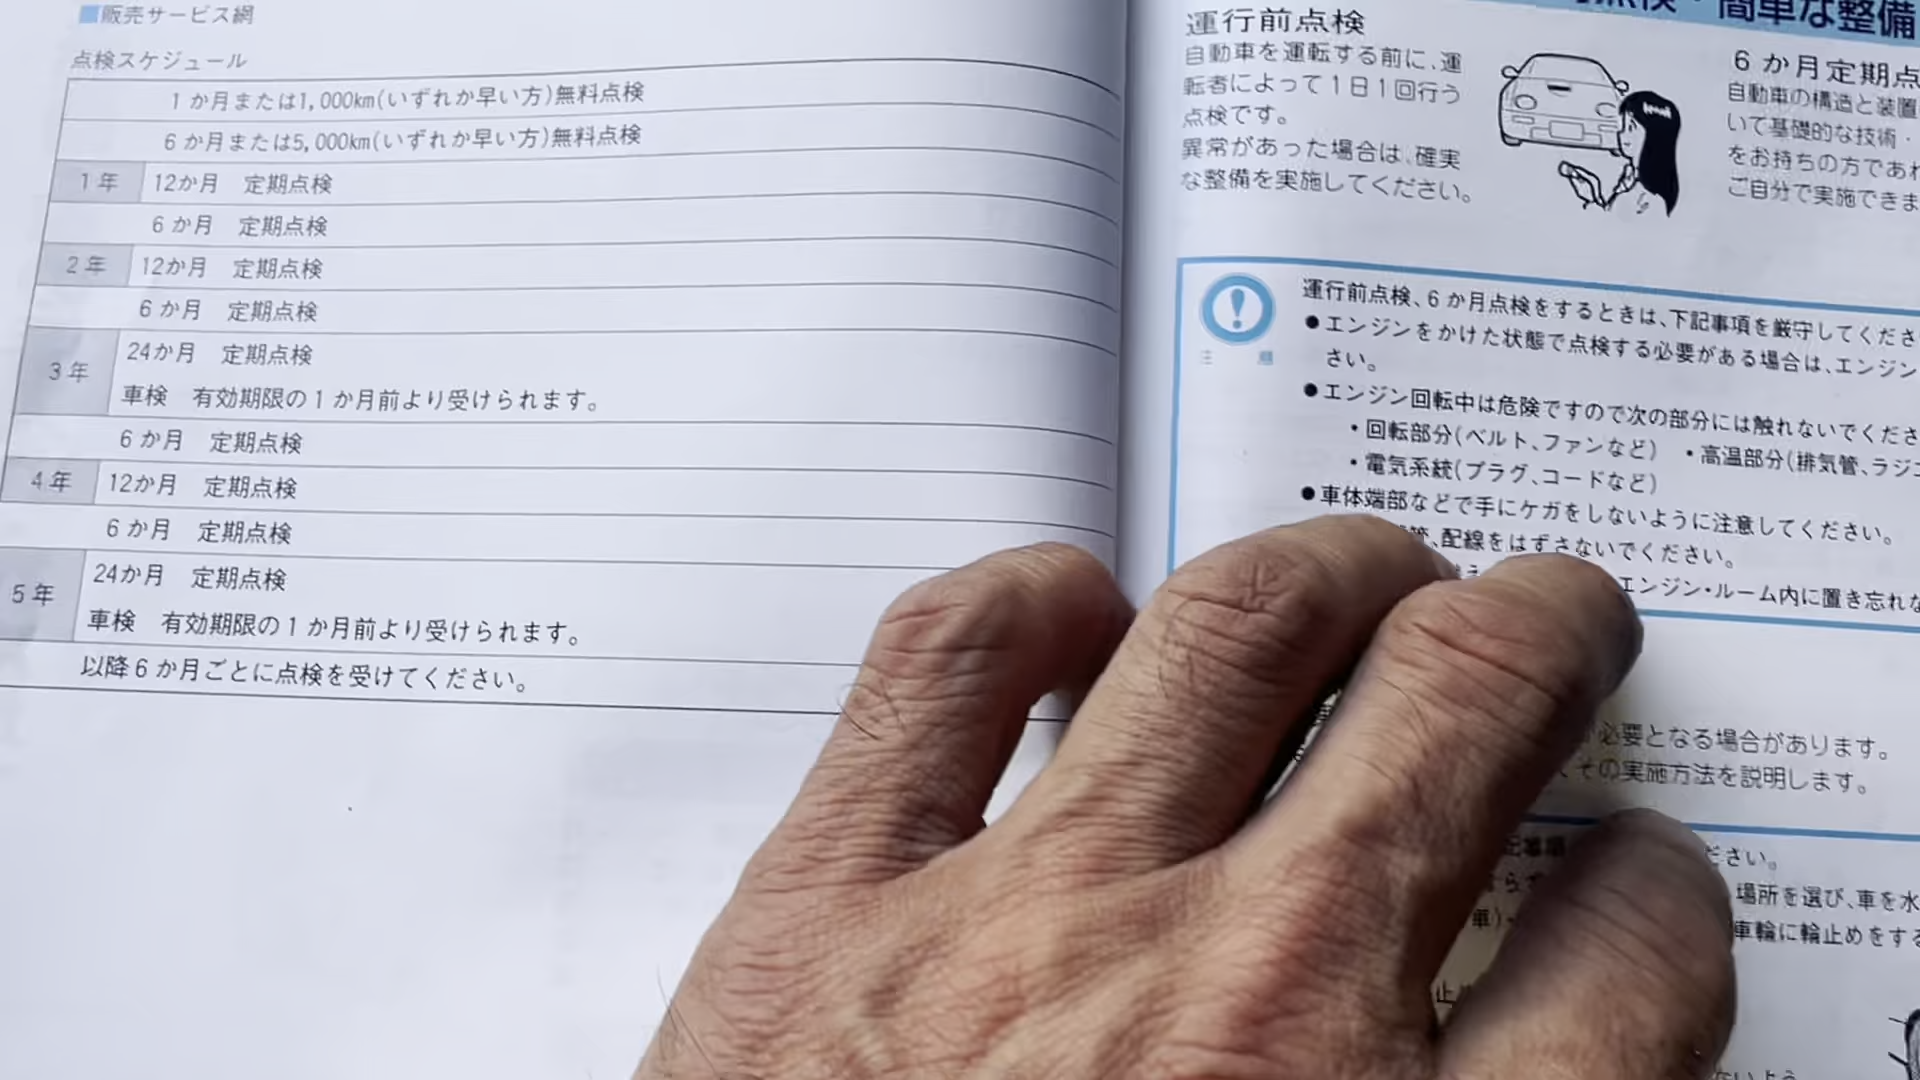 ■販売サービス網
点検スケジュール
1か月または1,000km(いずれか早い方)無料点検
6か月または5,000km(いずれか早い方)無料点検
1年 12か月 定期点検
6か月 定期点検
2年 12か月 定期点検
6か月 定期点検
3年 24か月 定期点検
車検 有効期限の1か月前より受けられます。
6か月 定期点検
4年 12か月 定期点検
6か月 定期点検
5年 24か月 定期点検
車検 有効期限の1か月前より受けられます。
以降6か月ごとに点検を受けてください。
簡単な整備
運行前点検
自動車を運転する前に、運
転者によって1日1回行う
点検です。
異常があった場合は、確実
な整備を実施してください。
6か月定期点
自動車の構造と装置
いて基礎的な技術・
をお持ちの方であれ
ご自分で実施できま
注 意
運行前点検、6か月点検をするときは、下記事項を厳守してくださ
●エンジンをかけた状態で点検する必要がある場合は、エンジン
さい。
●エンジン回転中は危険ですので次の部分には触れないでくださ
・回転部分(ベルト、ファンなど) ・高温部分(排気管、ラジエ
・電気系統(プラグ、コードなど)
●車体端部などで手にケガをしないように注意してください。
、配線をはずさないでください。
エンジン・ルーム内に置き忘れな
必要となる場合があります。
その実施方法を説明します。
ださい。
場所を選び、車を水
車輪に輪止めをする
ないよう